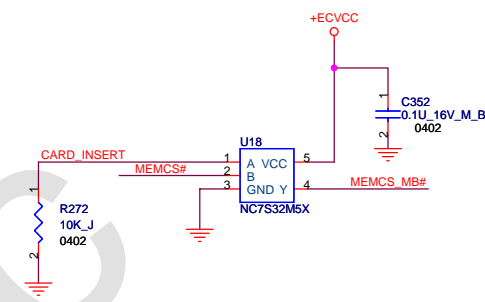 +ECVCC
1
C352
0.1U_16V_M_B
2
0402
U18
CARD_INSERT
1
A VCC
5
MEMCS#
2
B
3
GND Y
4
MEMCS_MB#
NC7S32M5X
1
R272
10K_J
0402
2